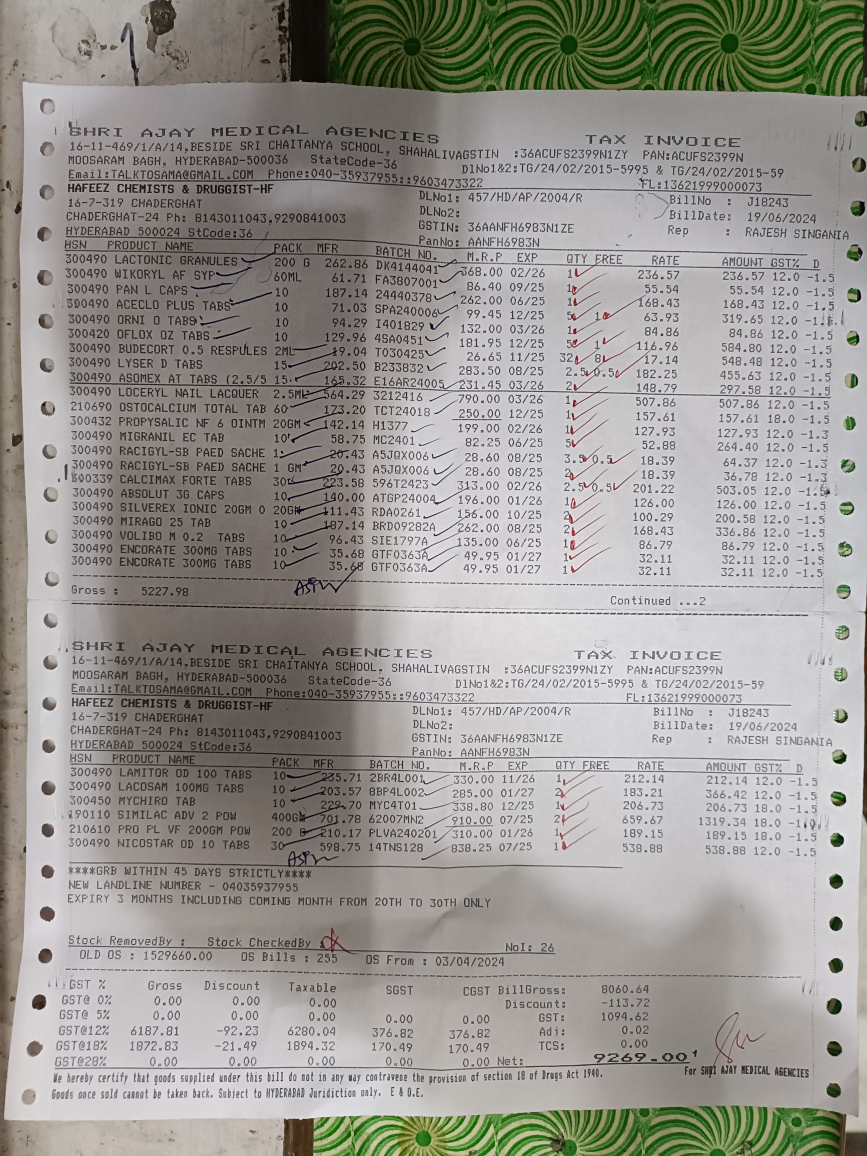 SHRI AJAY MEDICAL AGENCIES TAX INVOICE
16-11-469/1/A/14,BESIDE SRI CHAITANYA SCHOOL, SHAHALIVAGSTIN :36ACUFS2399N1ZY PAN:ACUFS2399N
MOOSARAM BAGH, HYDERABAD-500036 StateCode-36 DlNo1&2:TG/24/02/2015-5995 & TG/24/02/2015-59
Email:TALKTOSAMA@GMAIL.COM Phone:040-35937955::9603473322 FL:13621999000073
HAFEEZ CHEMISTS & DRUGGIST-HF DLNo1: 457/HD/AP/2004/R BillNo : J18243
16-7-319 CHADERGHAT DLNo2: BillDate: 19/06/2024
CHADERGHAT-24 Ph: 8143011043,9290841003 GSTIN: 36AANFH6983N1ZE Rep : RAJESH SINGANIA
HYDERABAD 500024 StCode:36 PanNo: AANFH6983N
HSN PRODUCT NAME PACK MFR BATCH NO. M.R.P EXP QTY FREE RATE AMOUNT GST% D
300490 LACTONIC GRANULES 200 G 262.86 DK4144041 368.00 02/26 1 236.57 236.57 12.0 -1.5
300490 WIKORYL AF SYP 60ML 61.71 FA3807001 86.40 09/25 1 55.54 55.54 12.0 -1.5
300490 PAN L CAPS 10 187.14 24440378 262.00 06/25 1 168.43 168.43 12.0 -1.5
300490 ACECLO PLUS TABS 10 71.03 SPA240006 99.45 12/25 5 1 63.93 319.65 12.0
300490 ORNI O TABS 10 94.29 I401829 132.00 03/26 1 84.86 84.86 12.0 -1.5
300420 OFLOX OZ TABS 10 129.96 4SA0451 181.95 12/25 5 1 116.96 584.80 12.0 -1.5
300490 BUDECORT 0.5 RESPULES 2ML 19.04 T030425 26.65 11/25 32 8 17.14 548.48 12.0 -1.5
300490 LYSER D TABS 15 202.50 B233832 283.50 08/25 2.5 0.5 182.25 455.63 12.0 -1.5
300490 ASOMEX AT TABS (2.5/5 15 165.32 E16AR24005 231.45 03/26 2 148.79 297.58 12.0 -1.5
300490 LOCERYL NAIL LACQUER 2.5ML 564.29 3212416 790.00 03/26 1 507.86 507.86 12.0 -1.5
210690 OSTOCALCIUM TOTAL TAB 60 173.20 TCT24018 250.00 12/25 1 157.61 157.61 18.0 -1.5
300432 PROPYSALIC NF 6 OINTM 20GM 142.14 H1377 199.00 02/26 1 127.93 127.93 12.0 -1.3
300490 MIGRANIL EC TAB 10 58.75 MC2401 82.25 06/25 5 52.88 264.40 12.0 -1.5
300490 RACIGYL-SB PAED SACHE 1 20.43 A5JQX006 28.60 08/25 3.5 0.5 18.39 64.37 12.0 -1.3
300490 RACIGYL-SB PAED SACHE 1 GM 20.43 A5JQX006 28.60 08/25 2 18.39 36.78 12.0 -1.3
300339 CALCIMAX FORTE TABS 30 223.58 596T2423 313.00 02/26 2.5 0.5 201.22 503.05 12.0 -1.5
300490 ABSOLUT 3G CAPS 10 140.00 ATGP24004 196.00 01/26 1 126.00 126.00 12.0 -1.5
300490 SILVEREX IONIC 20GM O 20GM 111.43 RDA0261 156.00 10/25 2 100.29 200.58 12.0 -1.5
300490 MIRAGO 25 TAB 10 187.14 BRD09282A 262.00 08/25 2 168.43 336.86 12.0 -1.5
300490 VOLIBO M 0.2 TABS 10 96.43 SIE1797A 135.00 06/25 1 86.79 86.79 12.0 -1.5
300490 ENCORATE 300MG TABS 10 35.68 GTF0363A 49.95 01/27 1 32.11 32.11 12.0 -1.5
300490 ENCORATE 300MG TABS 10 35.68 GTF0363A 49.95 01/27 1 32.11 32.11 12.0 -1.5
Gross : 5227.98 Continued ...2
SHRI AJAY MEDICAL AGENCIES TAX INVOICE
16-11-469/1/A/14,BESIDE SRI CHAITANYA SCHOOL, SHAHALIVAGSTIN :36ACUFS2399N1ZY PAN:ACUFS2399N
MOOSARAM BAGH, HYDERABAD-500036 StateCode-36 DlNo1&2:TG/24/02/2015-5995 & TG/24/02/2015-59
Email:TALKTOSAMA@GMAIL.COM Phone:040-35937955::9603473322 FL:13621999000073
HAFEEZ CHEMISTS & DRUGGIST-HF DLNo1: 457/HD/AP/2004/R BillNo : J18243
16-7-319 CHADERGHAT DLNo2: BillDate: 19/06/2024
CHADERGHAT-24 Ph: 8143011043,9290841003 GSTIN: 36AANFH6983N1ZE Rep : RAJESH SINGANIA
HYDERABAD 500024 StCode:36 PanNo: AANFH6983N
HSN PRODUCT NAME PACK MFR BATCH NO. M.R.P EXP QTY FREE RATE AMOUNT GST% D
300490 LAMITOR OD 100 TABS 10 235.71 2BR4L001 330.00 11/26 1 212.14 212.14 12.0 -1.5
300490 LACOSAM 100MG TABS 10 203.57 8BP4L002 285.00 01/27 2 183.21 366.42 12.0 -1.5
300450 MYCHIRO TAB 10 229.70 MYC4T01 338.80 12/25 1 206.73 206.73 18.0 -1.5
190110 SIMILAC ADV 2 POW 400G 701.78 62007MN2 910.00 07/25 2 659.67 1319.34 18.0
210610 PRO PL VF 200GM POW 200 G 210.17 PLVA240201 310.00 01/26 1 189.15 189.15 18.0 -1.5
300490 NICOSTAR OD 10 TABS 30 598.75 14TNS128 838.25 07/25 1 538.88 538.88 12.0 -1.5
****GRB WITHIN 45 DAYS STRICTLY****
NEW LANDLINE NUMBER - 04035937955
EXPIRY 3 MONTHS INCLUDING COMING MONTH FROM 20TH TO 30TH ONLY
Stock RemovedBy : Stock CheckedBy : NoI: 26
OLD OS : 1529660.00 OS Bills : 255 OS From : 03/04/2024
GST % Gross Discount Taxable SGST CGST BillGross: 8060.64
GST@ 0% 0.00 0.00 0.00 Discount: -113.72
GST@ 5% 0.00 0.00 0.00 0.00 0.00 GST: 1094.62
GST@12% 6187.81 -92.23 6280.04 376.82 376.82 Adj: 0.02
GST@18% 1872.83 -21.49 1894.32 170.49 170.49 TCS: 0.00
GST@28% 0.00 0.00 0.00 0.00 0.00 Net: 9269.00
We hereby certify that goods supplied under this bill do not in any way contravene the provision of section 18 of Drugs Act 1940. For SHRI AJAY MEDICAL AGENCIES
Goods once sold cannot be taken back. Subject to HYDERABAD Juridiction only. E & O.E.